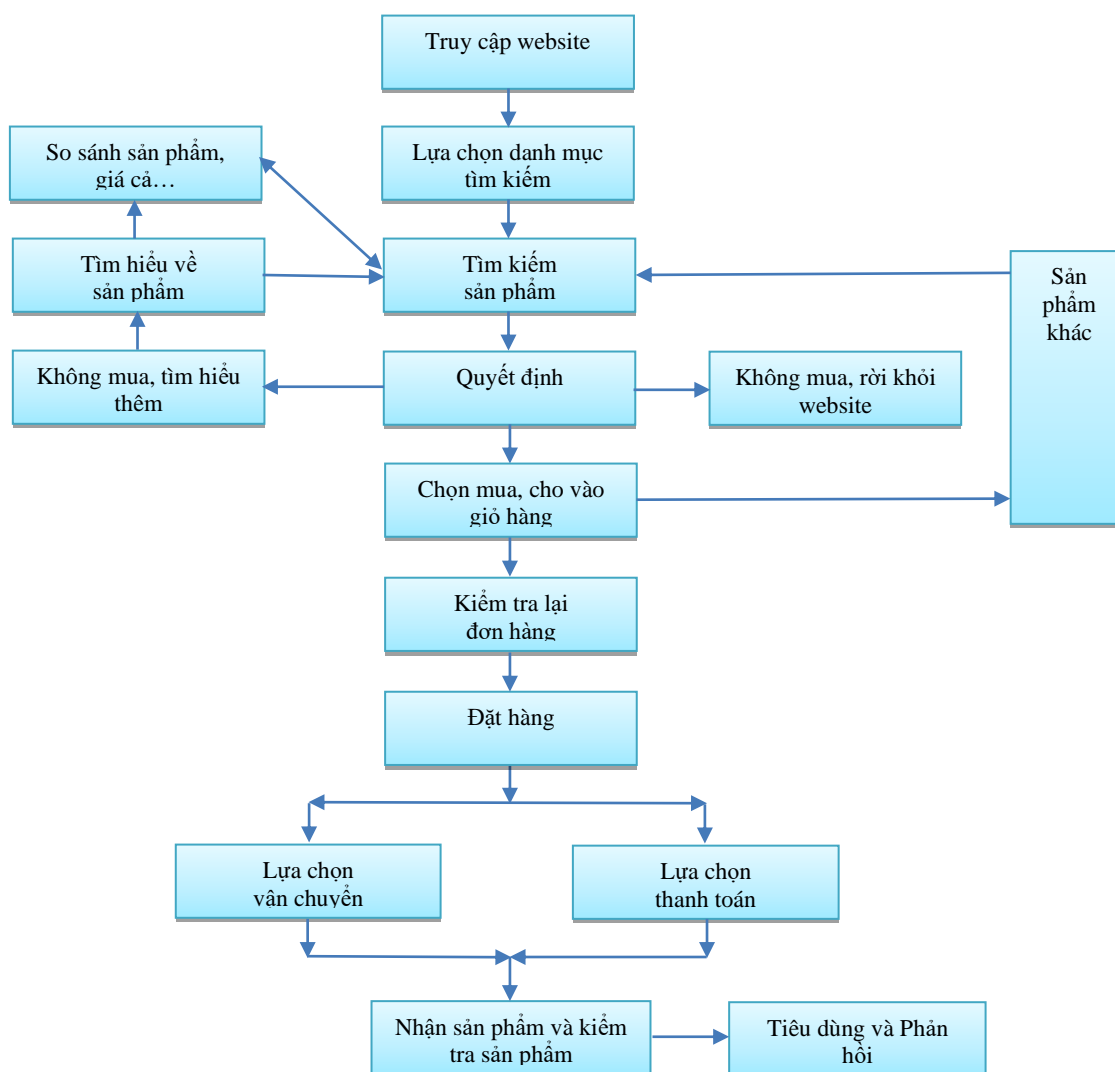 Truy cập website
So sánh sản phẩm,
giá cả…
Lựa chọn danh mục
tìm kiếm
Tìm hiểu về
sản phẩm
Tìm kiếm
sản phẩm
Sản
phẩm
khác
Không mua, tìm hiểu
thêm
Quyết định
Không mua, rời khỏi
website
Chọn mua, cho vào
giỏ hàng
Kiểm tra lại
đơn hàng
Đặt hàng
Lựa chọn
vận chuyển
Lựa chọn
thanh toán
Nhận sản phẩm và kiểm
tra sản phẩm
Tiêu dùng và Phản
hồi